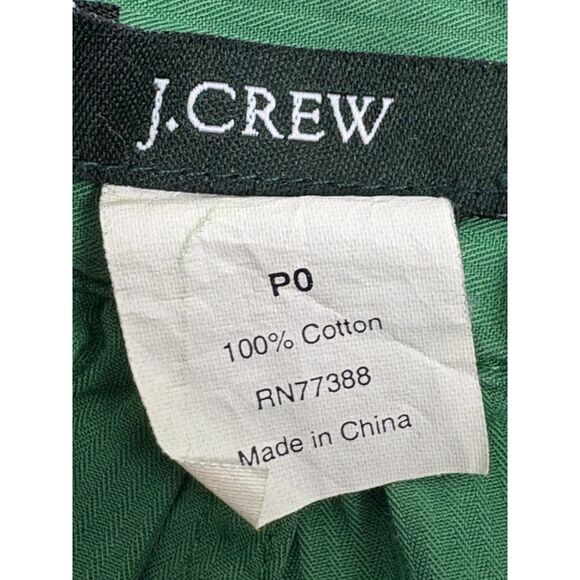 J.CREW
P0
100% Cotton
RN77388
Made in China